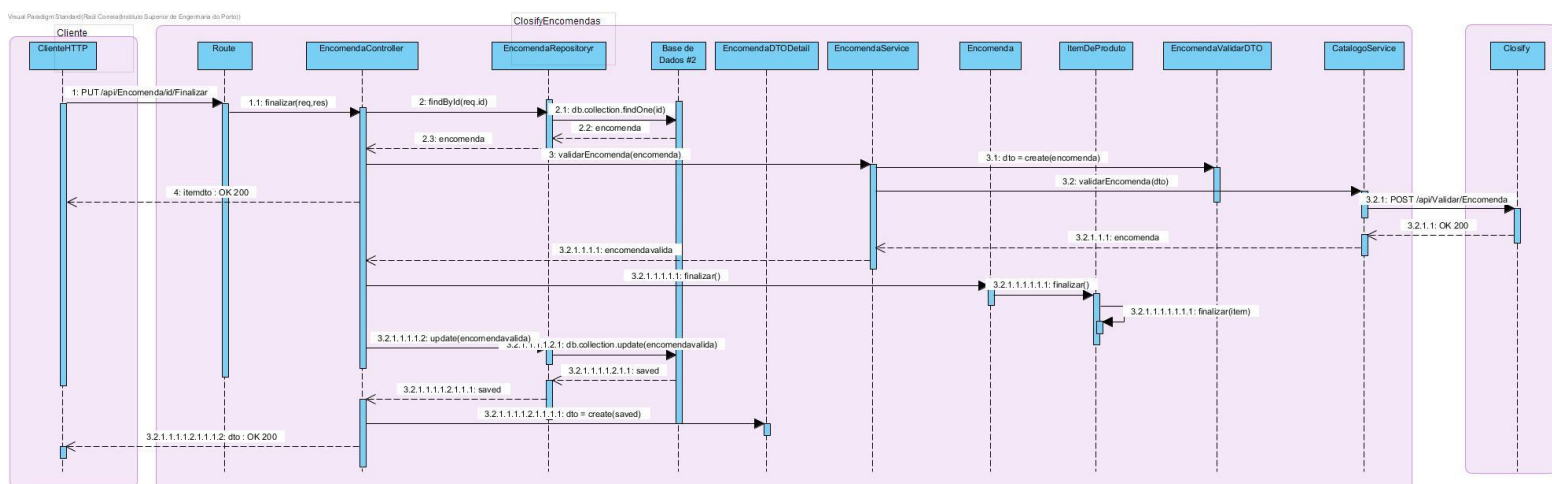 Visual Paradigm Standard(Raúl Correia(Instituto Superior de Engenharia do Porto))
Cliente
ClosifyEncomendas
ClienteHTTP
Route
EncomendaController
EncomendaRepositoryr
Base de
Dados #2
EncomendaDTODetail
EncomendaService
Encomenda
ItemDeProduto
EncomendaValidarDTO
CatalogoService
Closify
1: PUT /api/Encomenda/id/Finalizar
1.1: finalizar(req,res)
2: findById(req.id)
2.1: db.collection.findOne(id)
2.2: encomenda
2.3: encomenda
3: validarEncomenda(encomenda)
3.1: dto = create(encomenda)
3.2: validarEncomenda(dto)
4: itemdto : OK 200
3.2.1: POST /api/Validar/Encomenda
3.2.1.1: OK 200
3.2.1.1.1: encomenda
3.2.1.1.1.1: encomendavalida
3.2.1.1.1.1.1: finalizar()
3.2.1.1.1.1.1.1: finalizar()
3.2.1.1.1.1.1.1.1: finalizar(item)
3.2.1.1.1.1.2: update(encomendavalida)
3.2.1.1.1.1.2.1: db.collection.update(encomendavalida)
3.2.1.1.1.1.2.1.1: saved
3.2.1.1.1.1.2.1.1.1: saved
3.2.1.1.1.1.2.1.1.1.1: dto = create(saved)
3.2.1.1.1.1.2.1.1.1.2: dto : OK 200